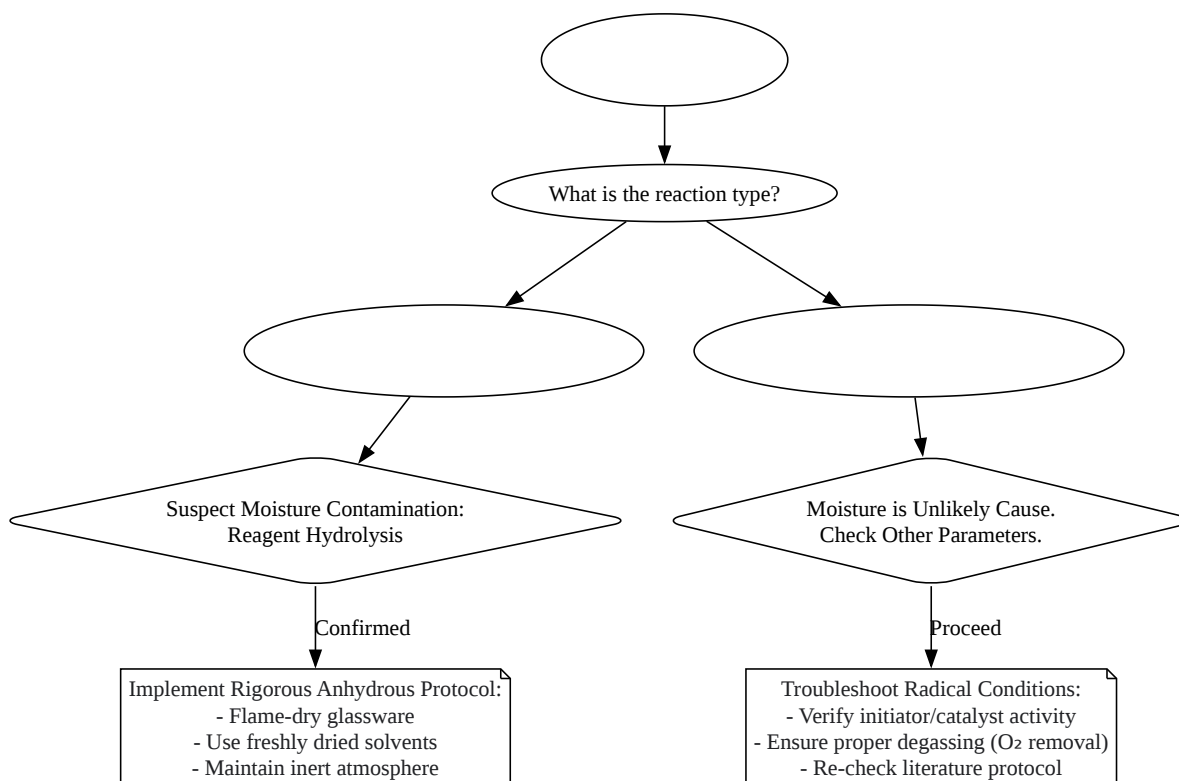 What is the reaction type?
Suspect Moisture Contamination:
Reagent Hydrolysis
Moisture is Unlikely Cause.
Check Other Parameters.
Confirmed
Proceed
Implement Rigorous Anhydrous Protocol:
- Flame-dry glassware
- Use freshly dried solvents
- Maintain inert atmosphere
Troubleshoot Radical Conditions:
- Verify initiator/catalyst activity
- Ensure proper degassing (O₂ removal)
- Re-check literature protocol